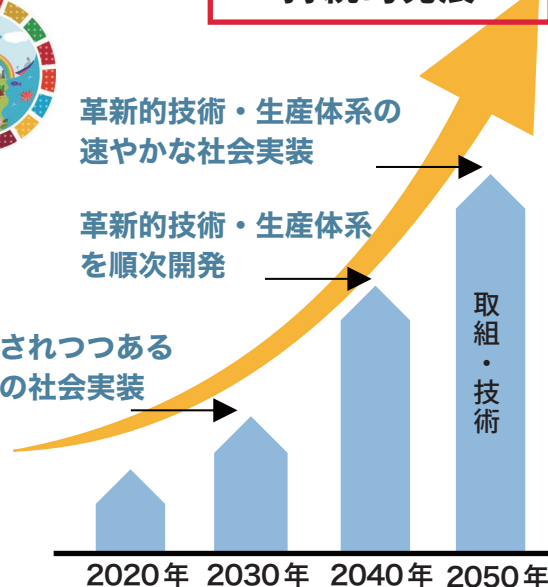 革新的技術・生産体系の
速やかな社会実装
革新的技術・生産体系
を順次開発
されつつある
の社会実装
取組・技術
2020年 2030年 2040年 2050年